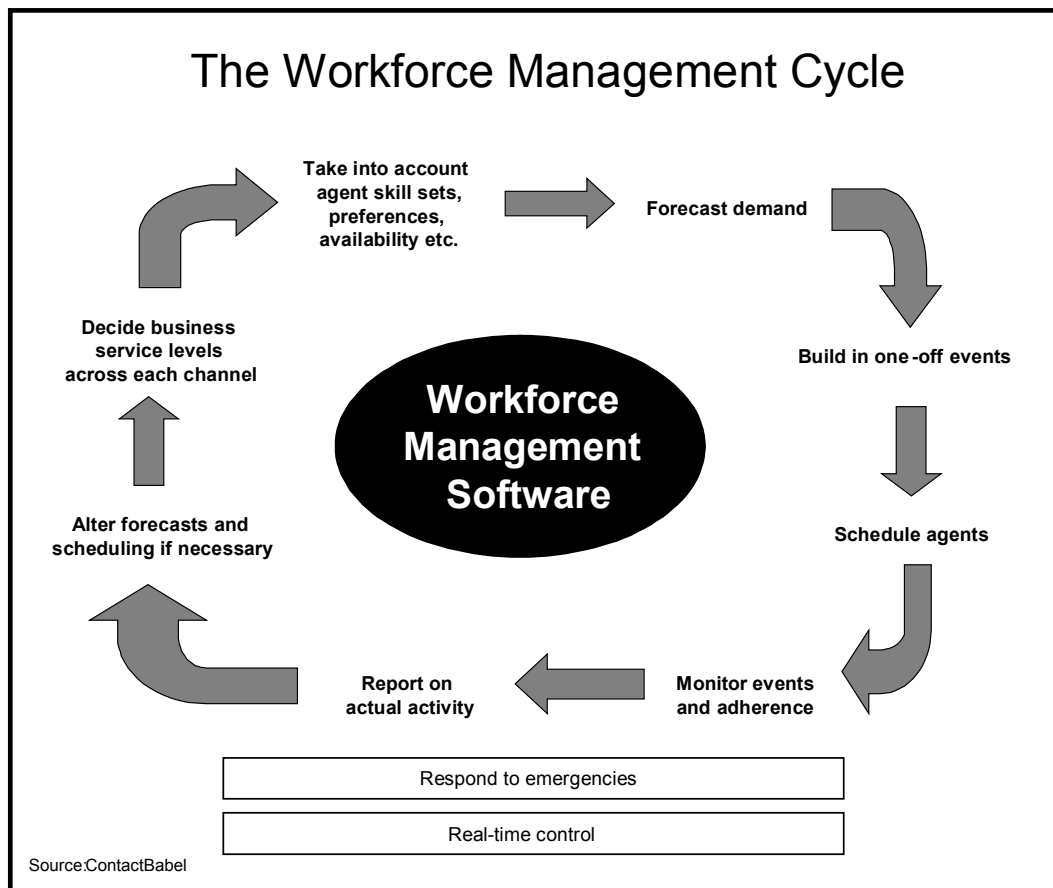 The Workforce Management Cycle
Take into account
agent skill sets,
preferences,
availability etc.
Forecast demand
Build in one-off events
Schedule agents
Monitor events
and adherence
Report on
actual activity
Alter forecasts and
scheduling if necessary
Decide business
service levels
across each channel
Workforce
Management
Software
Respond to emergencies
Real-time control
Source:ContactBabel